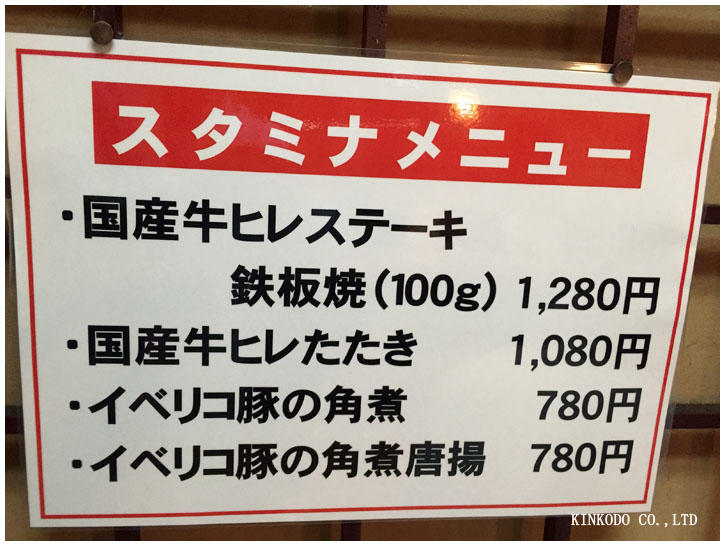 スタミナメニュー
・国産牛ヒレステーキ
鉄板焼(100g) 1,280円
・国産牛ヒレたたき 1,080円
・イベリコ豚の角煮 780円
・イベリコ豚の角煮唐揚 780円
KINKODO CO.,LTD